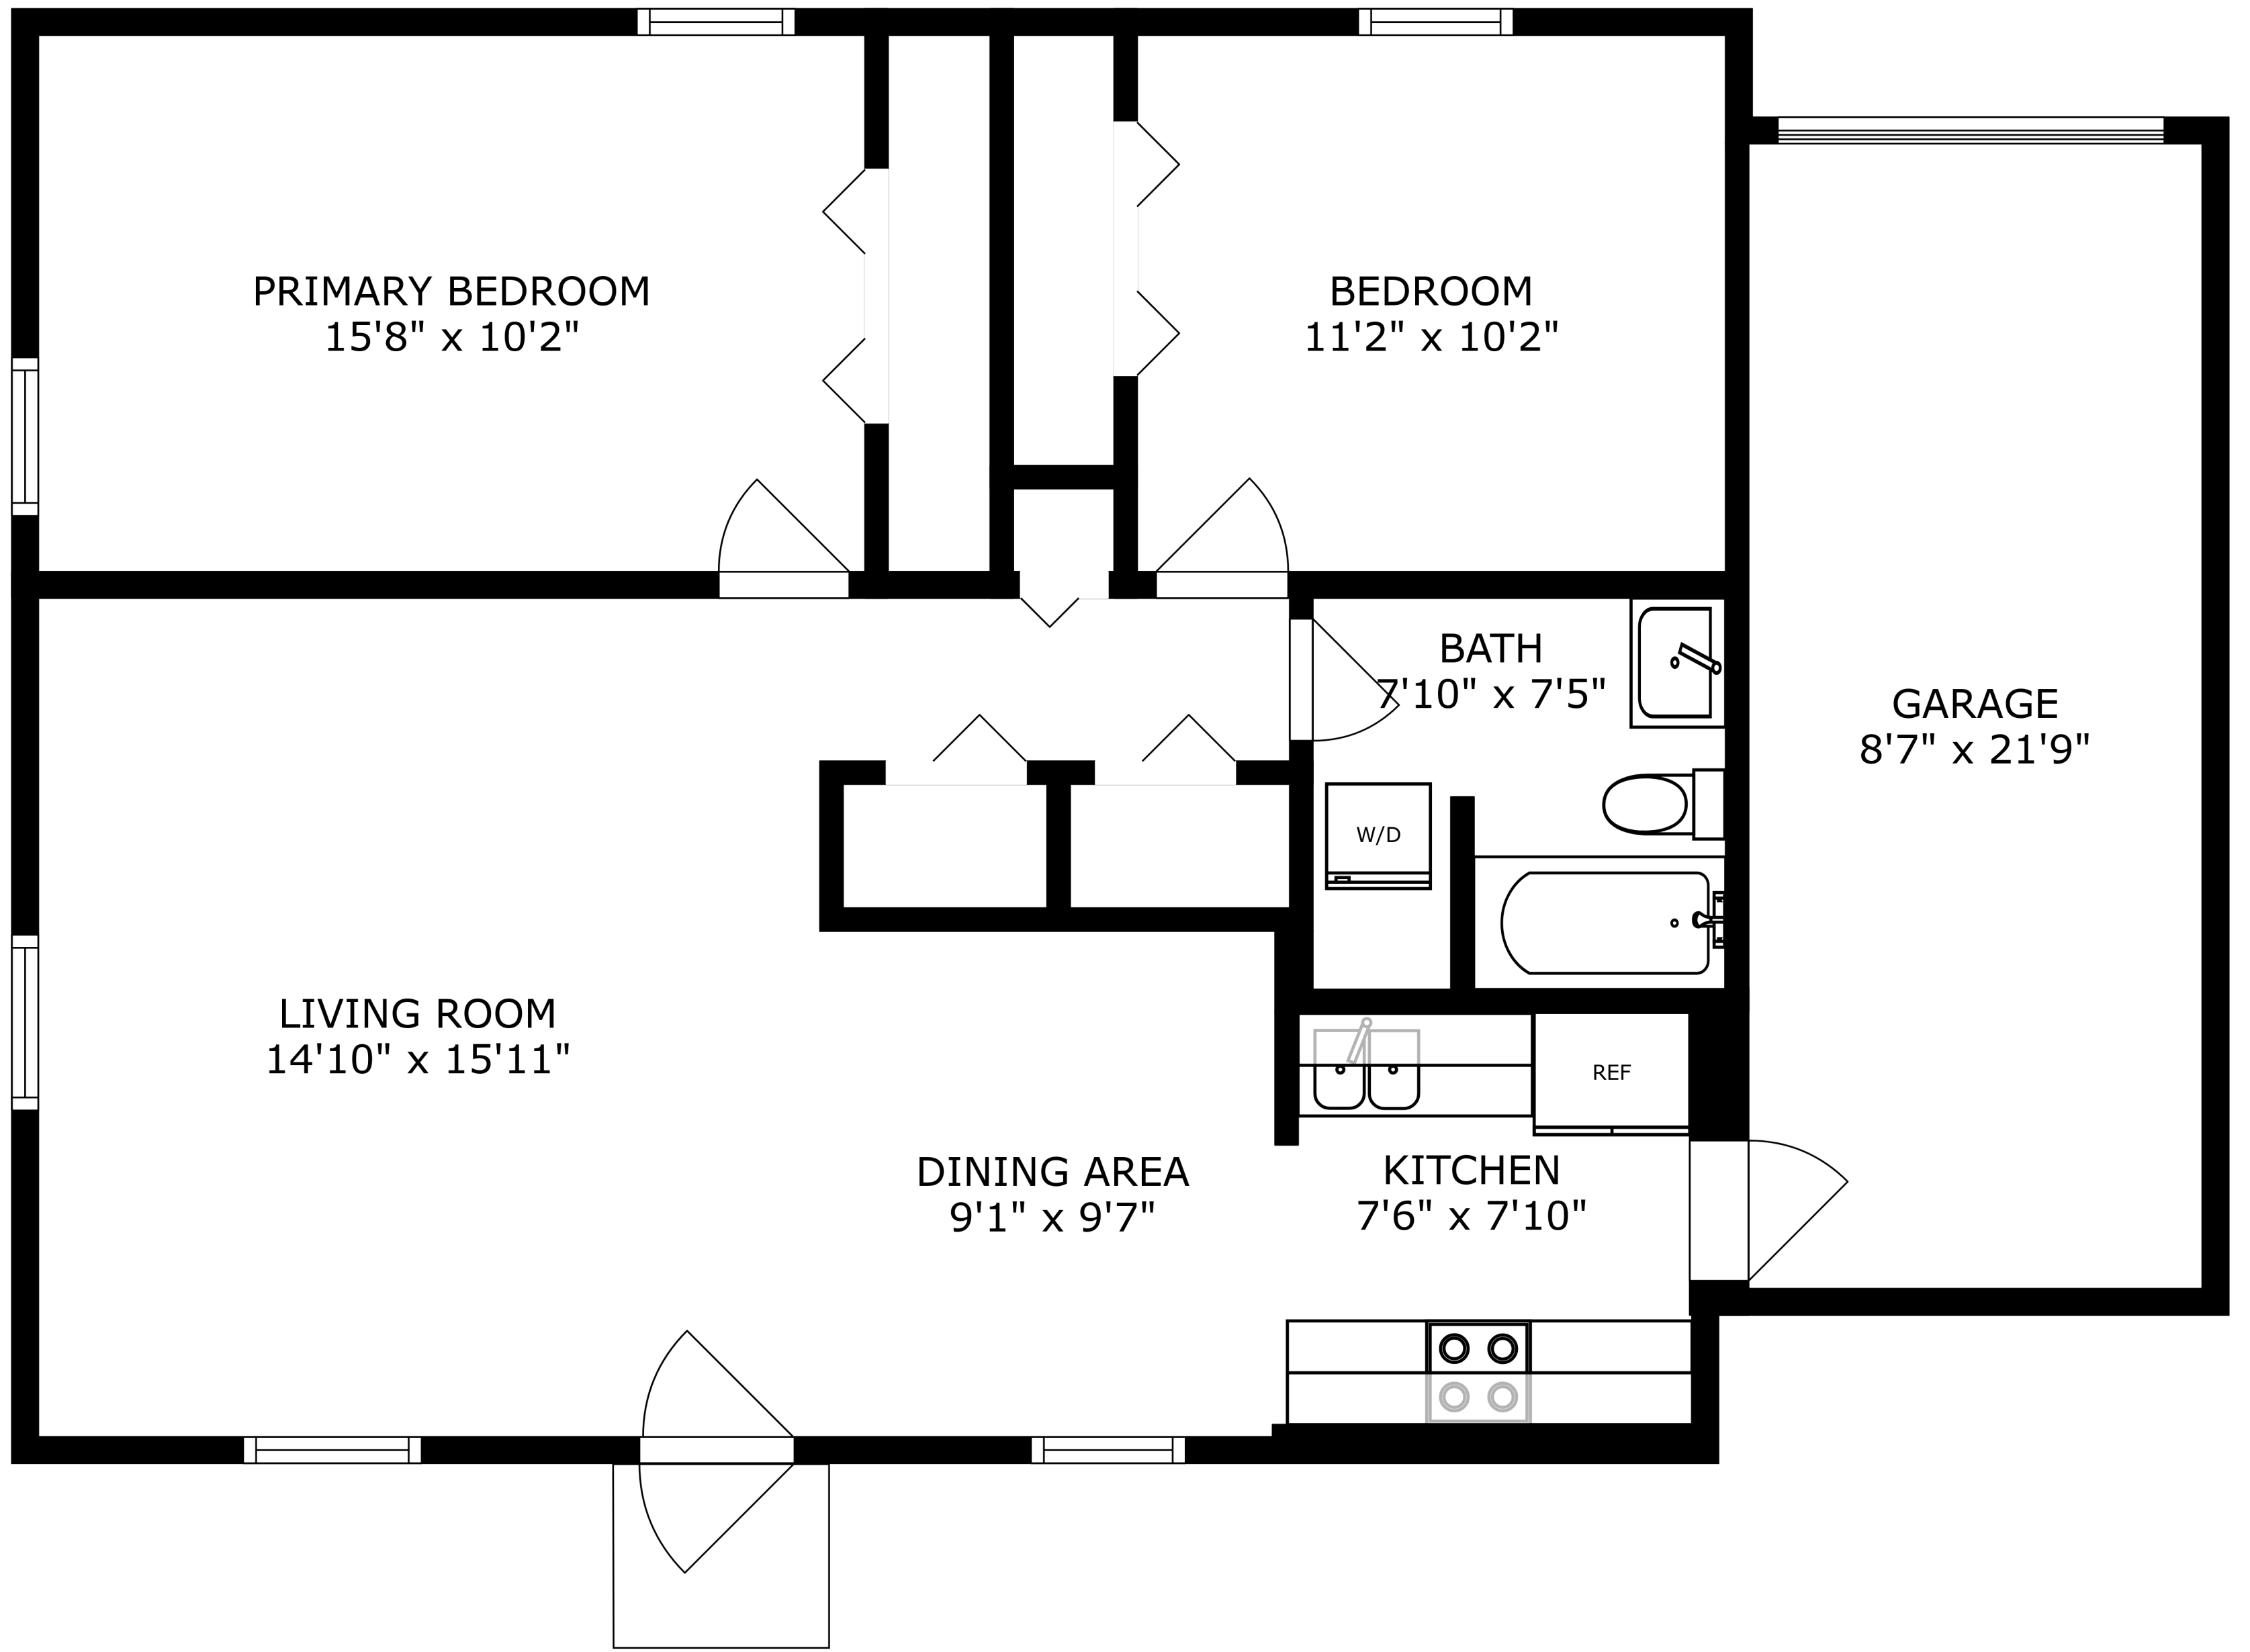 PRIMARY BEDROOM
15'8" x 10'2"
BEDROOM
11'2" x 10'2"
BATH
7'10" x 7'5"
GARAGE
8'7" x 21'9"
W/D
LIVING ROOM
14'10" x 15'11"
REF
DINING AREA
9'1" x 9'7"
KITCHEN
7'6" x 7'10"